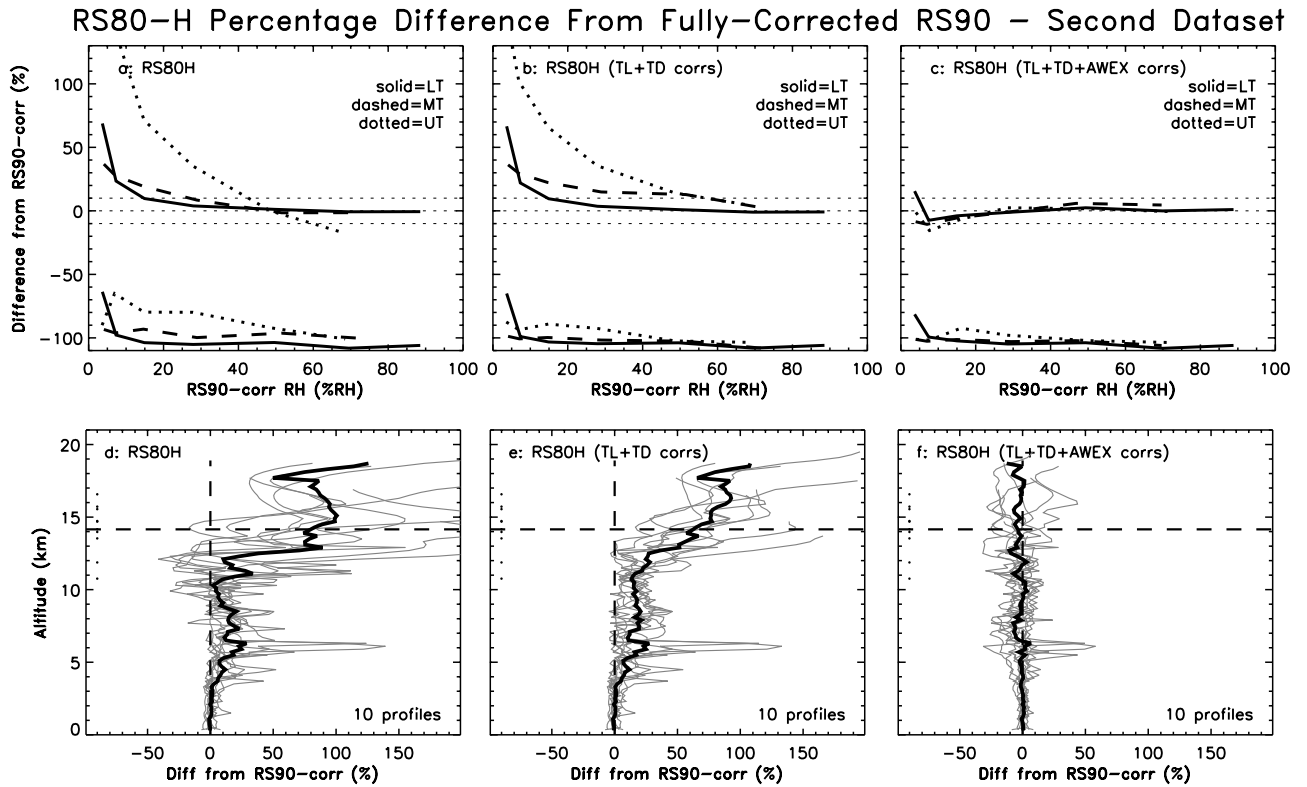 RS80-H Percentage Difference From Fully-Corrected RS90 - Second Dataset
Difference from RS90-corr (%)
100
50
0
-50
-100
a: RS80H
solid=LT
dashed=MT
dotted=UT
0 20 40 60 80 100
RS90-corr RH (%RH)
b: RS80H (TL+TD corrs)
solid=LT
dashed=MT
dotted=UT
0 20 40 60 80 100
RS90-corr RH (%RH)
c: RS80H (TL+TD+AWEX corrs)
solid=LT
dashed=MT
dotted=UT
0 20 40 60 80 100
RS90-corr RH (%RH)
Altitude (km)
20
15
10
5
0
d: RS80H
10 profiles
-50 0 50 100 150
Diff from RS90-corr (%)
e: RS80H (TL+TD corrs)
10 profiles
-50 0 50 100 150
Diff from RS90-corr (%)
f: RS80H (TL+TD+AWEX corrs)
10 profiles
-50 0 50 100 150
Diff from RS90-corr (%)